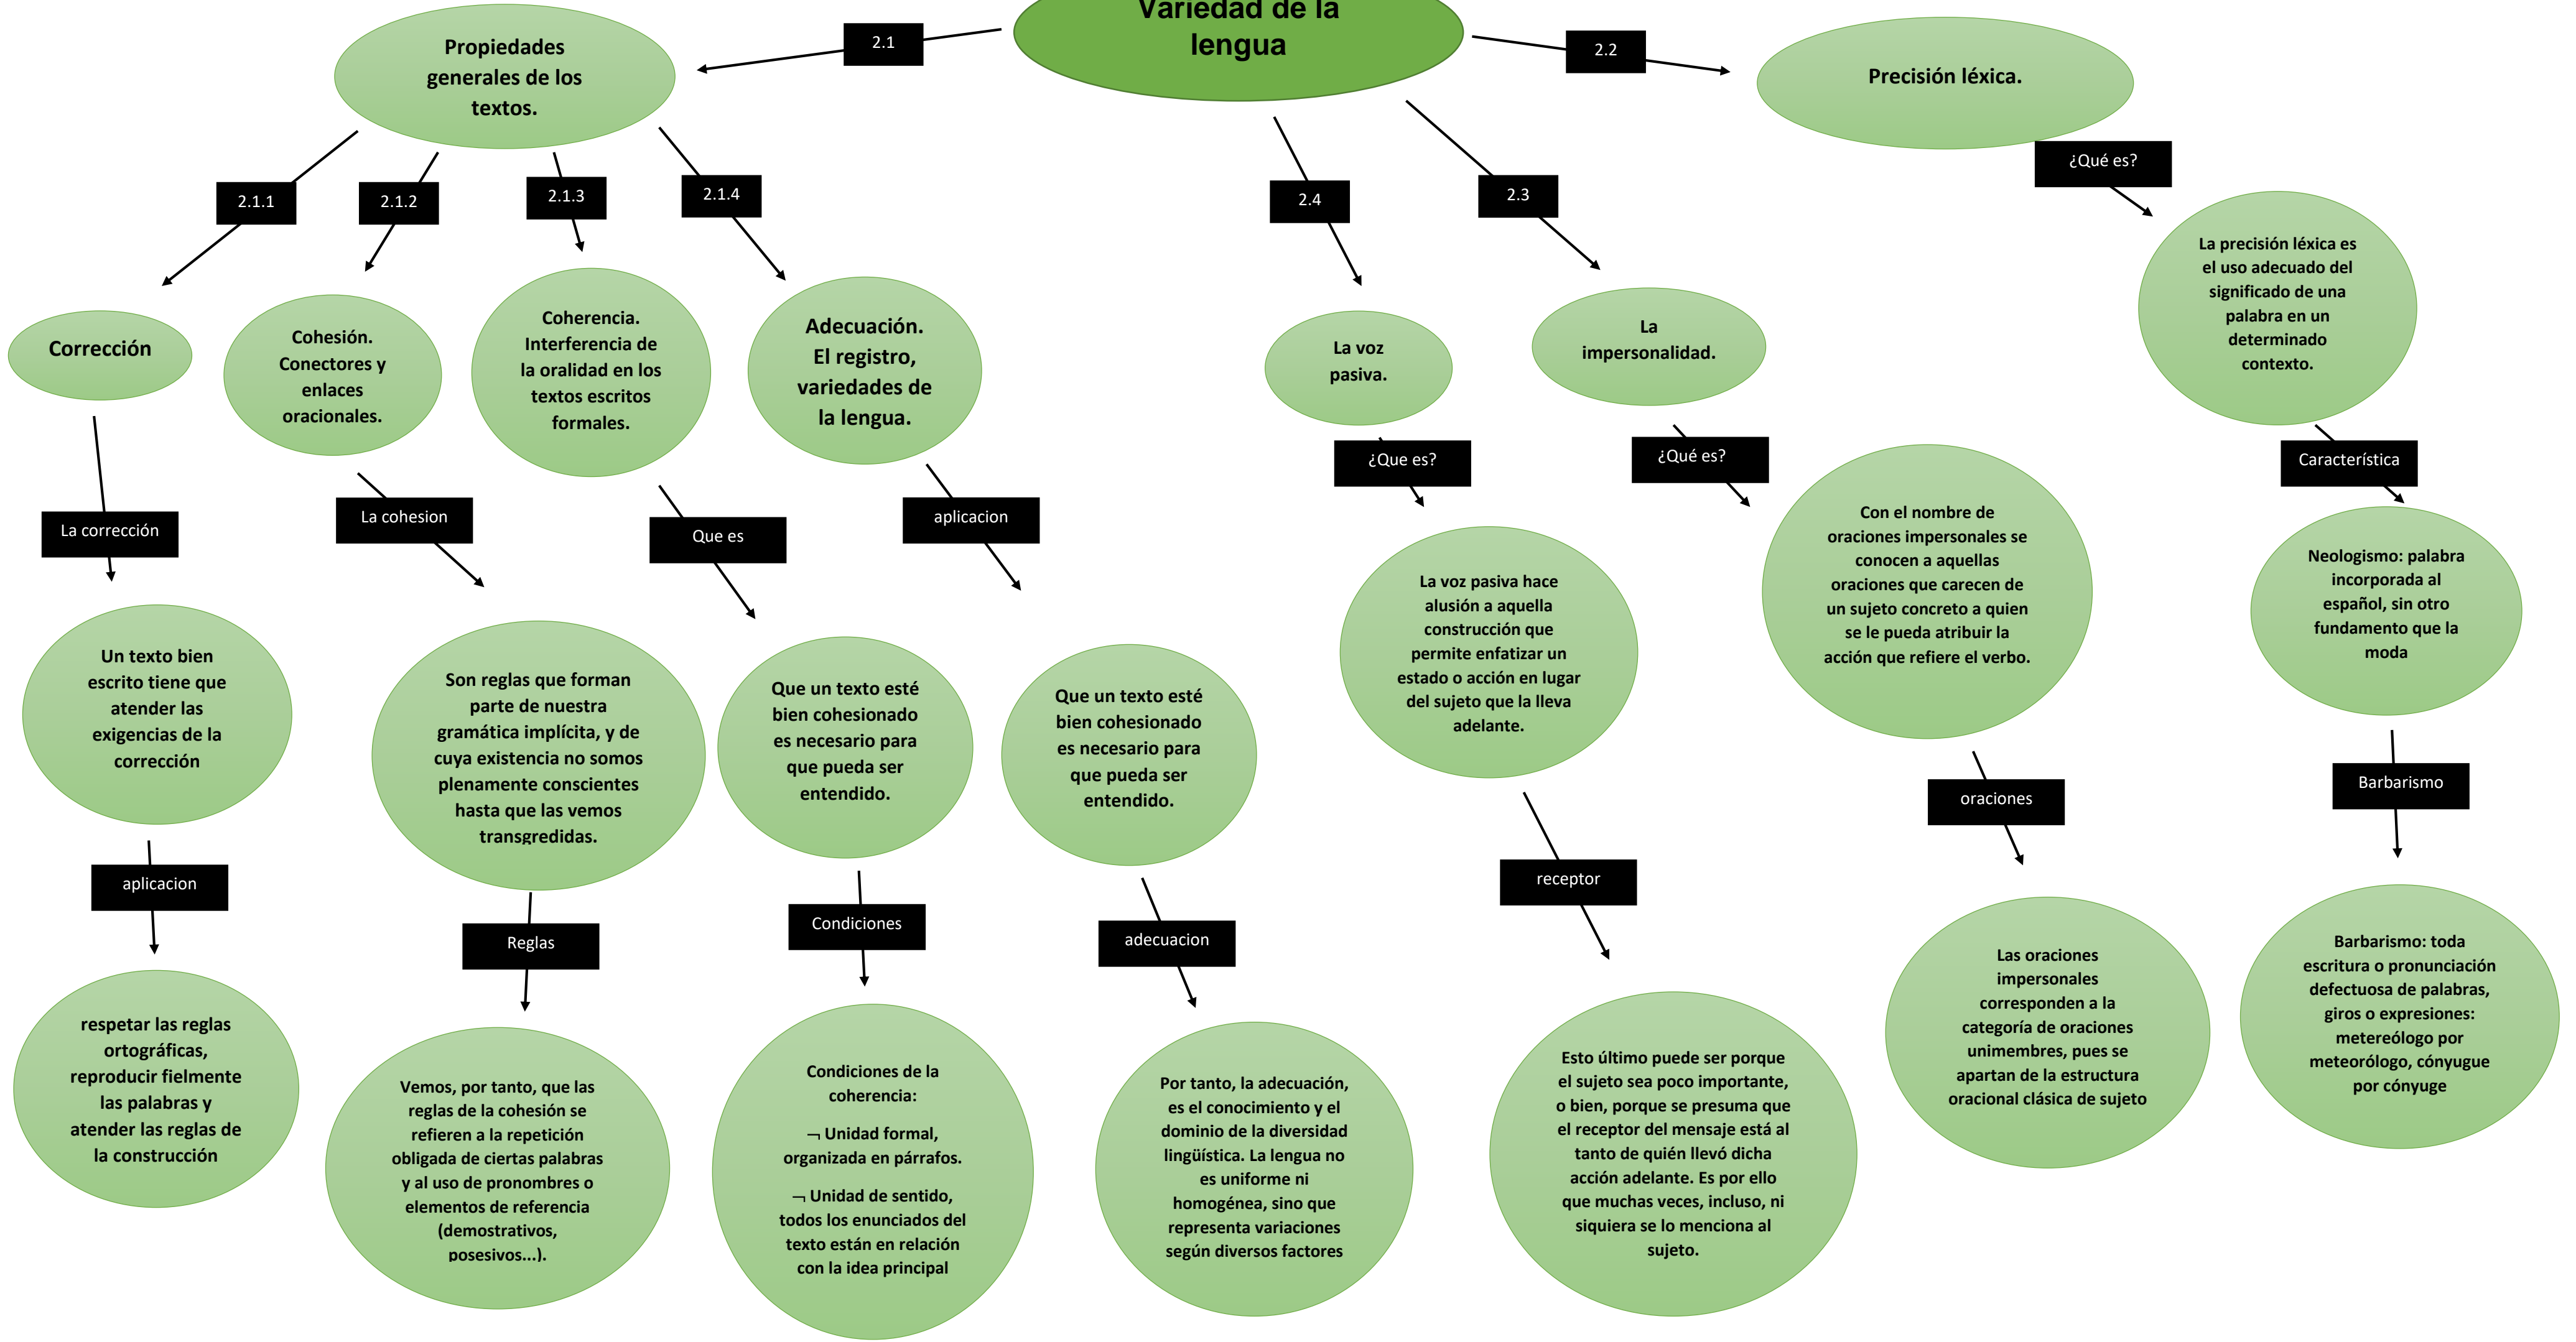 Variedad de la
lengua
2.1
2.2
Propiedades
generales de los
textos.
Precisión léxica.
2.1.1
2.1.2
2.1.3
2.1.4
2.4
2.3
¿Qué es?
Corrección
Cohesión.
Conectores y
enlaces
oracionales.
Coherencia.
Interferencia de
la oralidad en los
textos escritos
formales.
Adecuación.
El registro,
variedades de
la lengua.
La voz
pasiva.
La
impersonalidad.
La precisión léxica es
el uso adecuado del
significado de una
palabra en un
determinado
contexto.
La corrección
La cohesion
Que es
aplicacion
¿Que es?
¿Qué es?
Característica
Un texto bien
escrito tiene que
atender las
exigencias de la
corrección
Son reglas que forman
parte de nuestra
gramática implícita, y de
cuya existencia no somos
plenamente conscientes
hasta que las vemos
transgredidas.
Que un texto esté
bien cohesionado
es necesario para
que pueda ser
entendido.
Que un texto esté
bien cohesionado
es necesario para
que pueda ser
entendido.
La voz pasiva hace
alusión a aquella
construcción que
permite enfatizar un
estado o acción en lugar
del sujeto que la lleva
adelante.
Con el nombre de
oraciones impersonales se
conocen a aquellas
oraciones que carecen de
un sujeto concreto a quien
se le pueda atribuir la
acción que refiere el verbo.
Neologismo: palabra
incorporada al
español, sin otro
fundamento que la
moda
aplicacion
Reglas
Condiciones
adecuacion
receptor
oraciones
Barbarismo
respetar las reglas
ortográficas,
reproducir fielmente
las palabras y
atender las reglas de
la construcción
Vemos, por tanto, que las
reglas de la cohesión se
refieren a la repetición
obligada de ciertas palabras
y al uso de pronombres o
elementos de referencia
(demostrativos,
posesivos...).
Condiciones de la
coherencia:
¬ Unidad formal,
organizada en párrafos.
¬ Unidad de sentido,
todos los enunciados del
texto están en relación
con la idea principal
Por tanto, la adecuación,
es el conocimiento y el
dominio de la diversidad
lingüística. La lengua no
es uniforme ni
homogénea, sino que
representa variaciones
según diversos factores
Esto último puede ser porque
el sujeto sea poco importante,
o bien, porque se presuma que
el receptor del mensaje está al
tanto de quién llevó dicha
acción adelante. Es por ello
que muchas veces, incluso, ni
siquiera se lo menciona al
sujeto.
Las oraciones
impersonales
corresponden a la
categoría de oraciones
unimembres, pues se
apartan de la estructura
oracional clásica de sujeto
Barbarismo: toda
escritura o pronunciación
defectuosa de palabras,
giros o expresiones:
metereólogo por
meteorólogo, cónyugue
por cónyuge